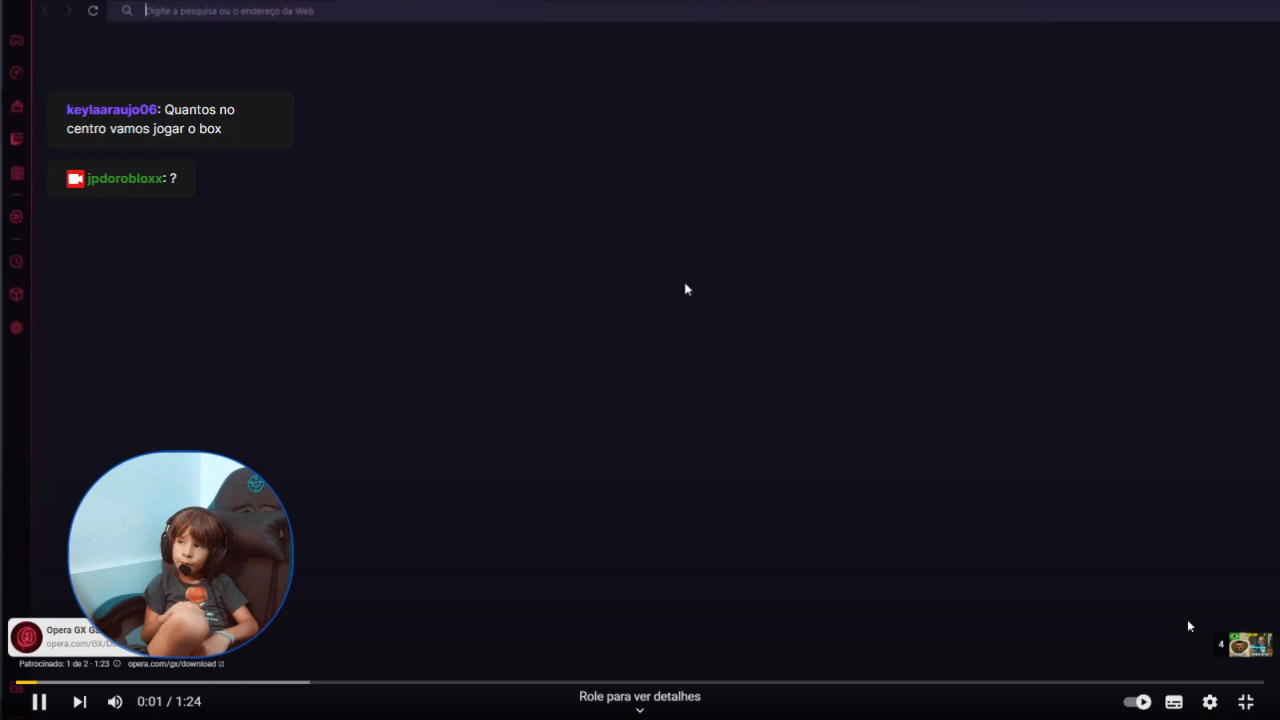 Digite a pesquisa ou o endereço da Web
keylaaraujo06: Quantos no
centro vamos jogar o box
jpdorobloxx: ?
Opera GX
opera.com/GX/
Patrocinado: 1 de 2 · 1:23
opera.com/gx/download
4
0:01 / 1:24
Role para ver detalhes